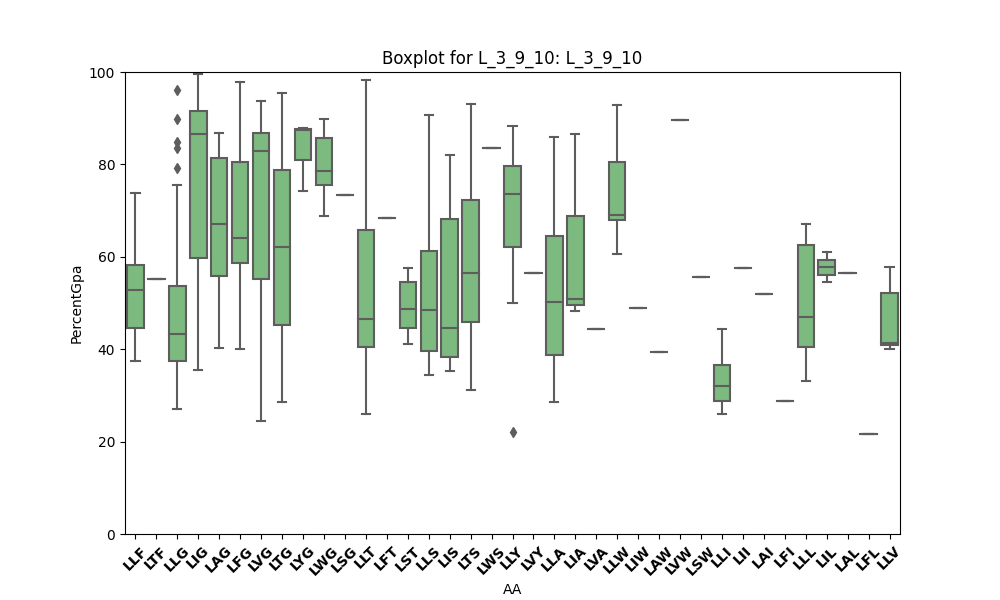 Boxplot for L_3_9_10: L_3_9_10
100
80
60
40
20
0
PercentGpa
LLF LTF LLG LIG LAG LFG LVG LTG LYG LWG LSG LLT LFT LST LLS LIS LTS LWS LLY LVY LLA LIA LVA LLW LIW LAW LVW LSW LLI LII LAI LFI LLL LIL LAL LFL LLV
AA